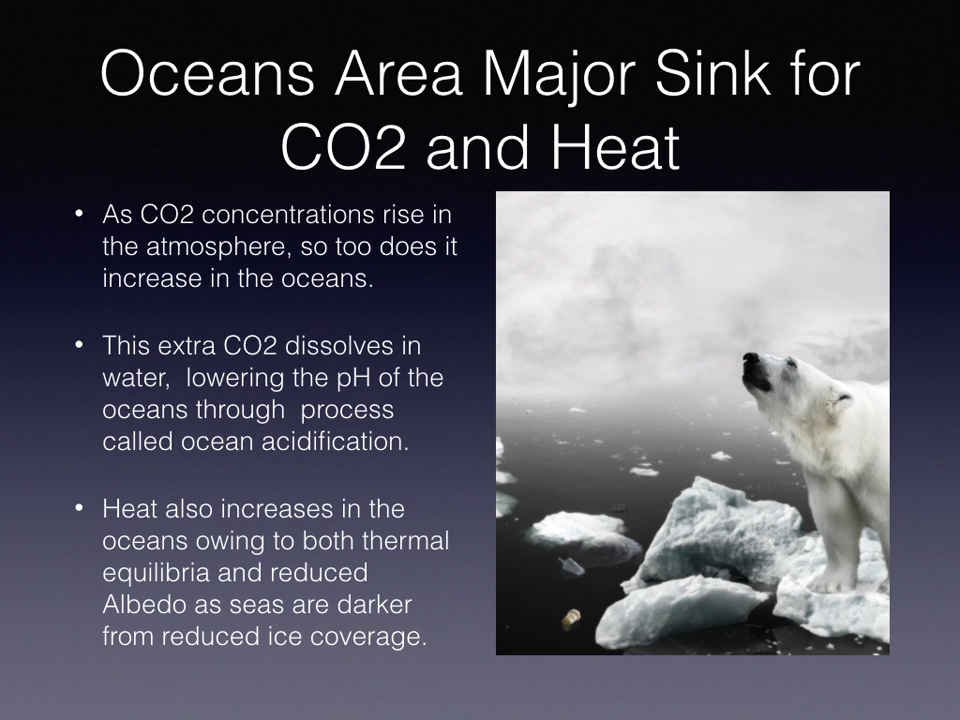 Oceans Area Major Sink for
CO2 and Heat
• As CO2 concentrations rise in
the atmosphere, so too does it
increase in the oceans.
• This extra CO2 dissolves in
water,  lowering the pH of the
oceans through  process
called ocean acidification.
• Heat also increases in the
oceans owing to both thermal
equilibria and reduced
Albedo as seas are darker
from reduced ice coverage.